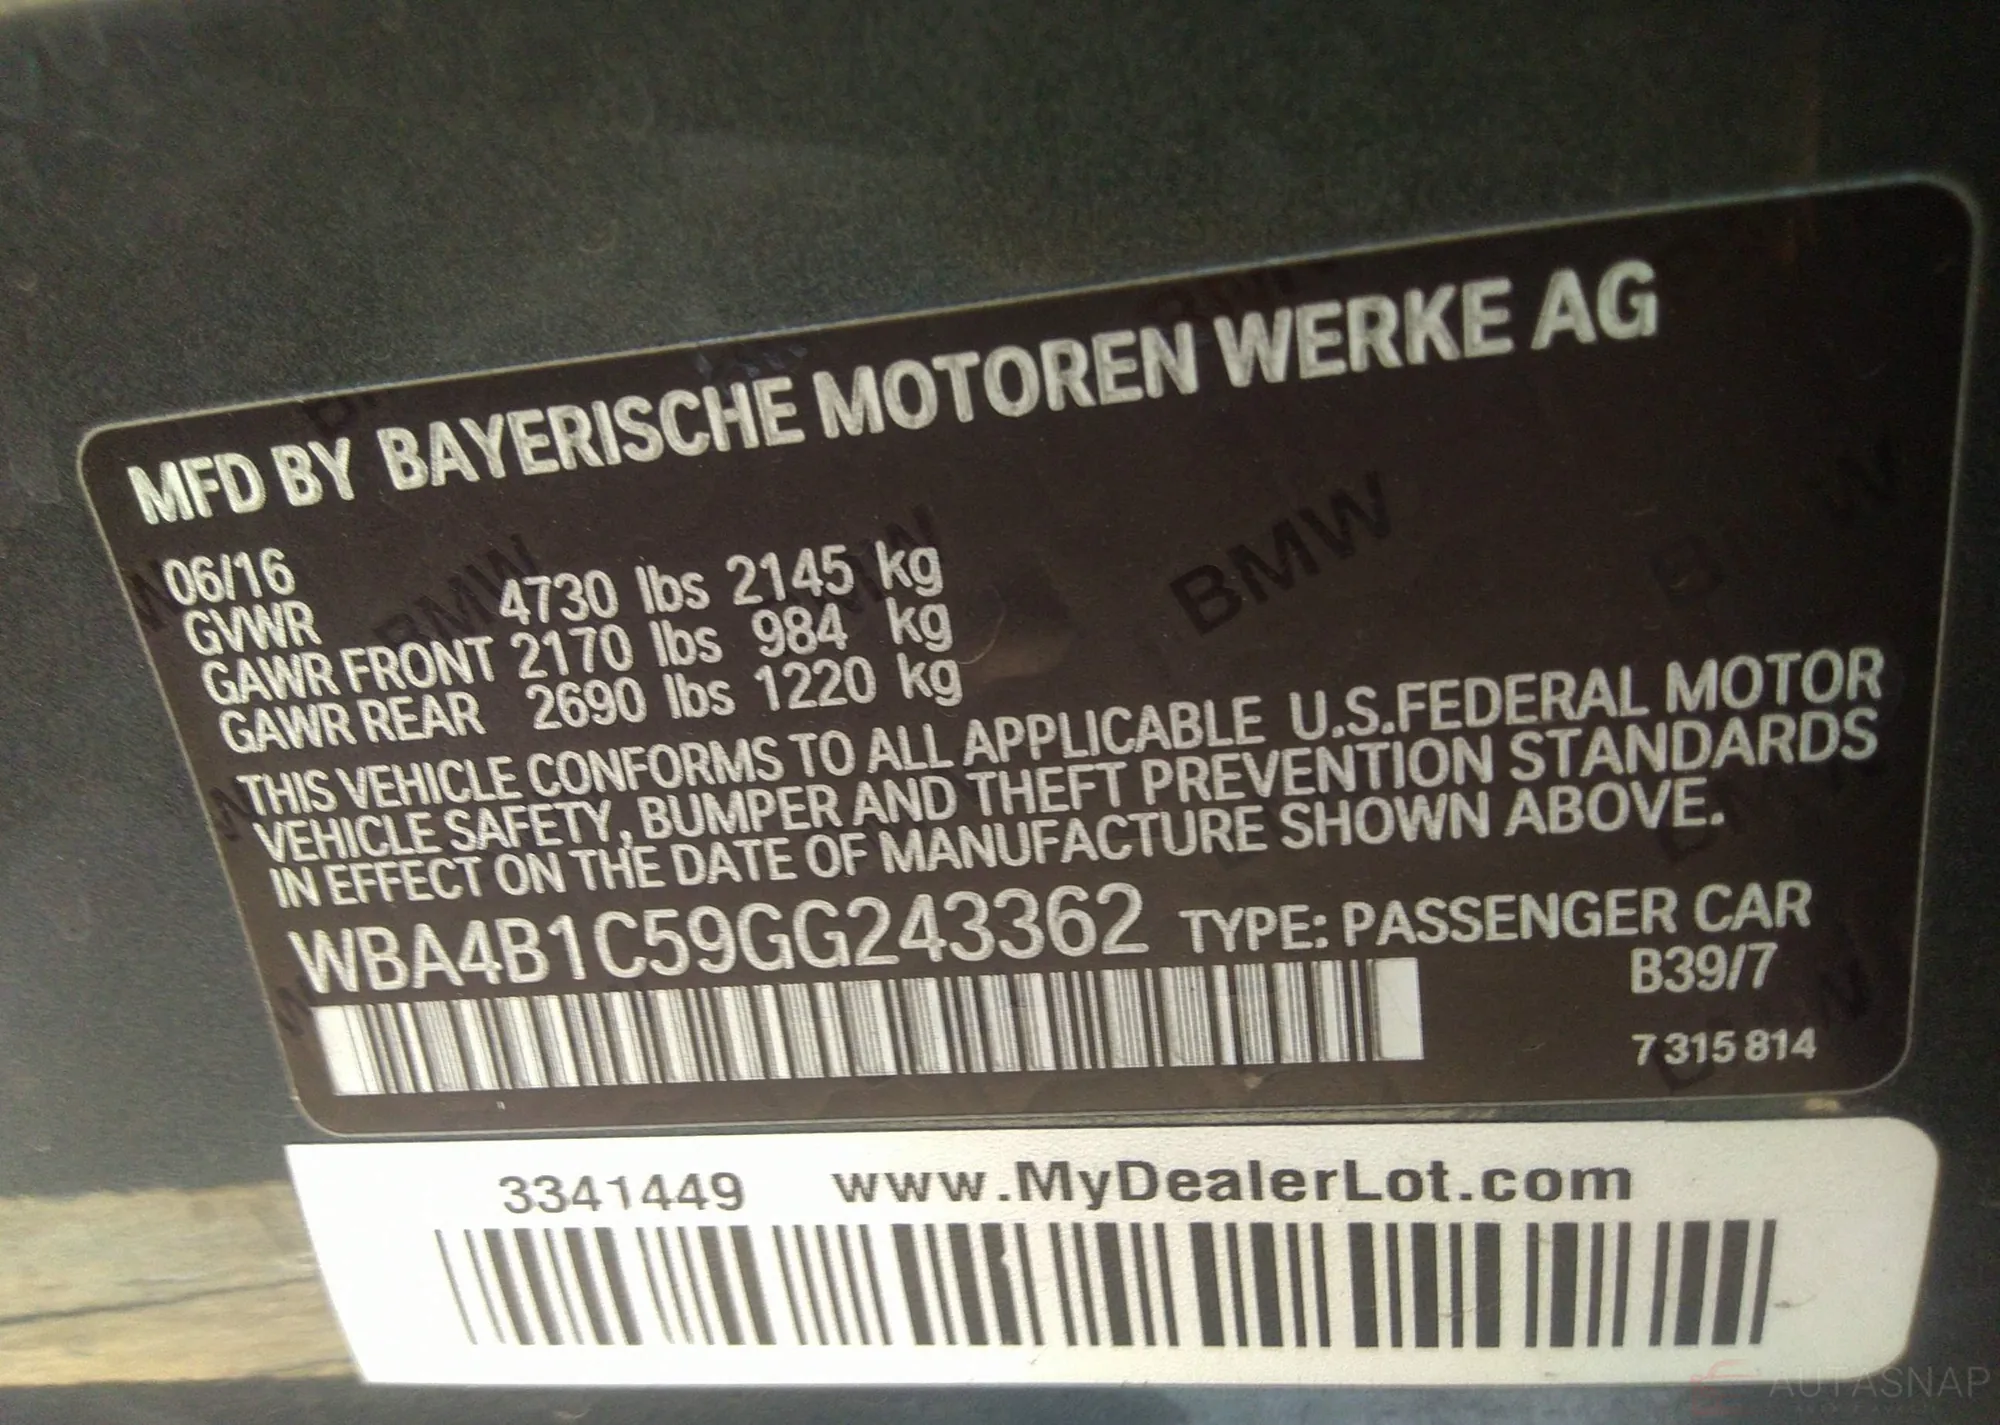 MFD BY BAYERISCHE MOTOREN WERKE AG
06/16
GVWR 4730 lbs 2145 kg
GAWR FRONT 2170 lbs 984 kg
GAWR REAR 2690 lbs 1220 kg
THIS VEHICLE CONFORMS TO ALL APPLICABLE U.S.FEDERAL MOTOR
VEHICLE SAFETY, BUMPER AND THEFT PREVENTION STANDARDS
IN EFFECT ON THE DATE OF MANUFACTURE SHOWN ABOVE.
WBA4B1C59GG243362 TYPE: PASSENGER CAR
B39/7
7 315 814
BMW
3341449 www.MyDealerLot.com
AUTASNAP